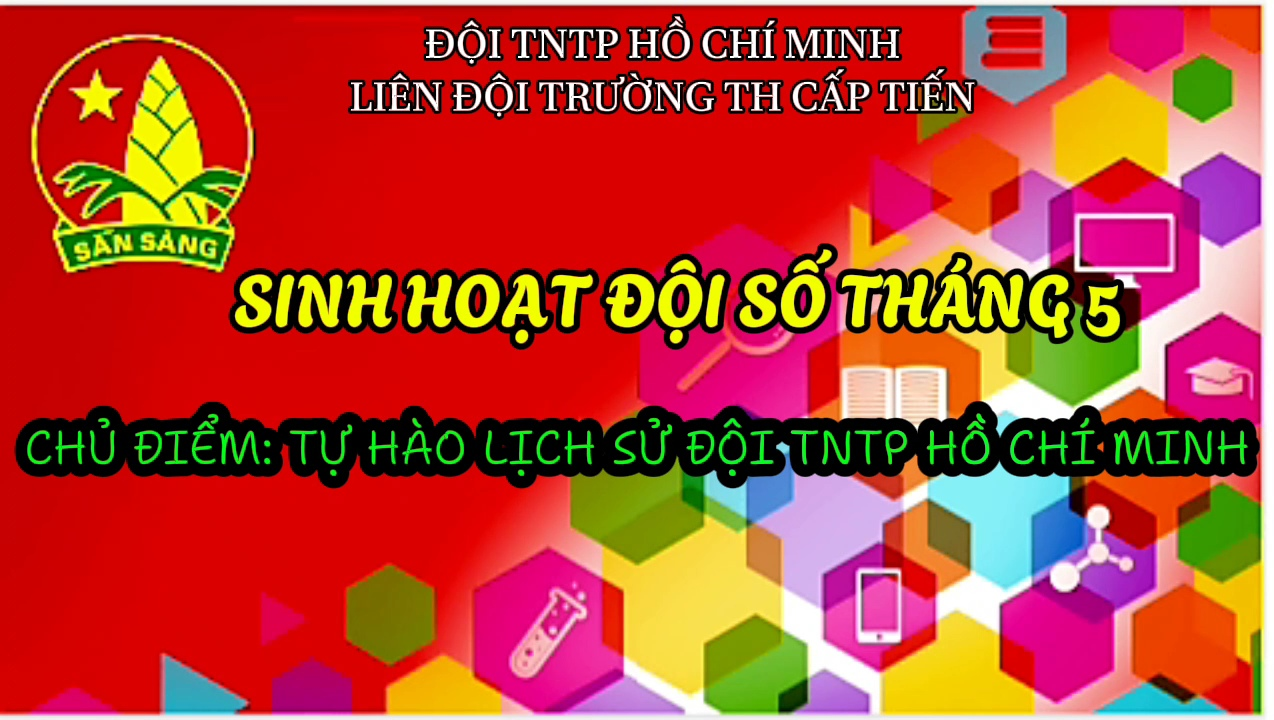 ĐỘI TNTP HỒ CHÍ MINH
LIÊN ĐỘI TRƯỜNG TH CẤP TIẾN
SẴN SÀNG
SINH HOẠT ĐỘI SỐ THÁNG 5
CHỦ ĐIỂM: TỰ HÀO LỊCH SỬ ĐỘI TNTP HỒ CHÍ MINH